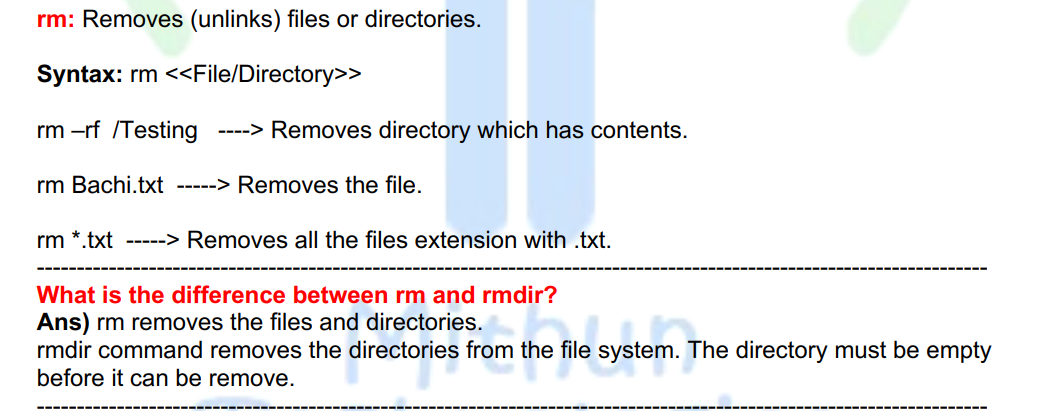 rm: Removes (unlinks) files or directories.
Syntax: rm <<File/Directory>>
rm –rf  /Testing   ----> Removes directory which has contents.
rm Bachi.txt  -----> Removes the file.
rm *.txt  -----> Removes all the files extension with .txt.
-----------------------------------------------------------------------------------------------------------------------
What is the difference between rm and rmdir?
Ans) rm removes the files and directories.
rmdir command removes the directories from the file system. The directory must be empty
before it can be remove.
-----------------------------------------------------------------------------------------------------------------------
Mithun